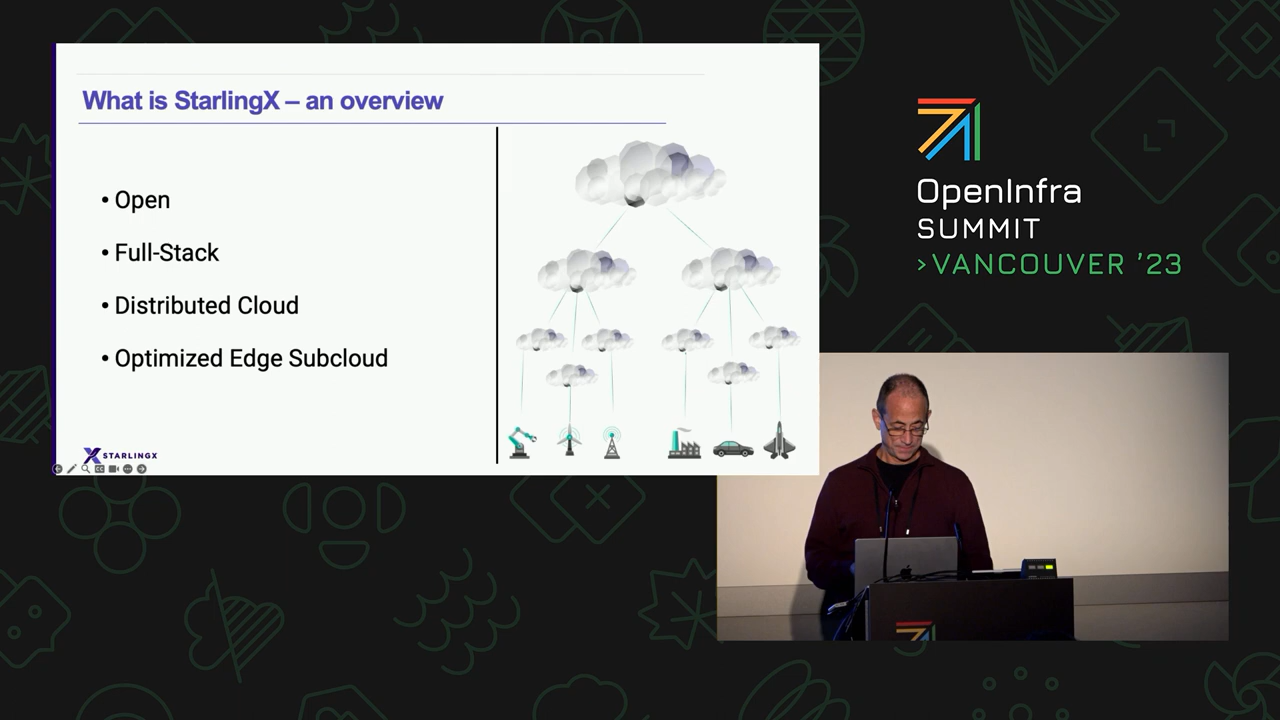 What is StarlingX – an overview
• Open
• Full-Stack
• Distributed Cloud
• Optimized Edge Subcloud
STARLINGX
OpenInfra
SUMMIT
>VANCOUVER ’23